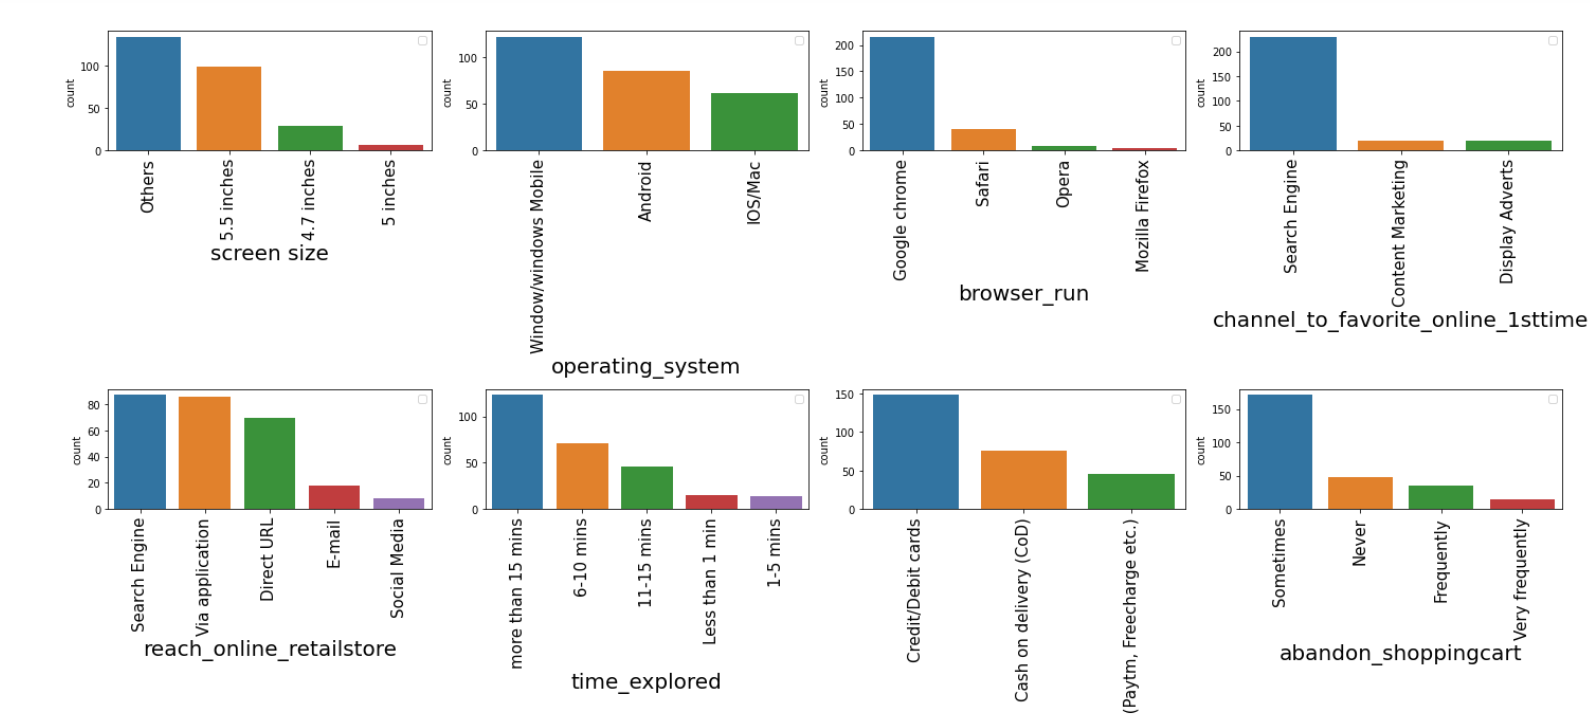 count
100
50
0
Others
5.5 inches
4.7 inches
5 inches
screen size
count
100
50
0
Window/windows Mobile
Android
IOS/Mac
operating_system
count
200
150
100
50
0
Google chrome
Safari
Opera
Mozilla Firefox
browser_run
count
200
150
100
50
0
Search Engine
Content Marketing
Display Adverts
channel_to_favorite_online_1sttime
count
80
60
40
20
0
Search Engine
Via application
Direct URL
E-mail
Social Media
reach_online_retailstore
count
100
50
0
more than 15 mins
6-10 mins
11-15 mins
Less than 1 min
1-5 mins
time_explored
count
150
100
50
0
Credit/Debit cards
Cash on delivery (CoD)
(Paytm, Freecharge etc.)
count
150
100
50
0
Sometimes
Never
Frequently
Very frequently
abandon_shoppingcart